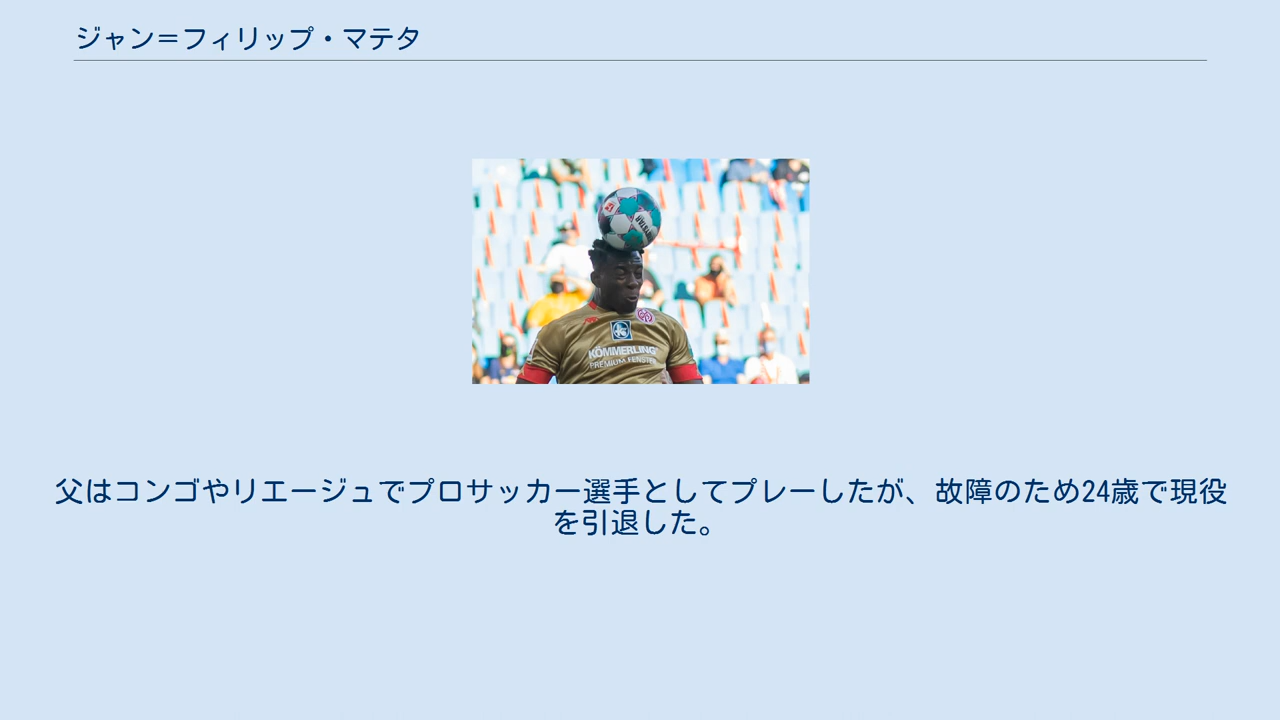 ジャン＝フィリップ・マテタ
KÖMMERLING
PREMIUM FENSTER
父はコンゴやリエージュでプロサッカー選手としてプレーしたが、故障のため24歳で現役
を引退した。